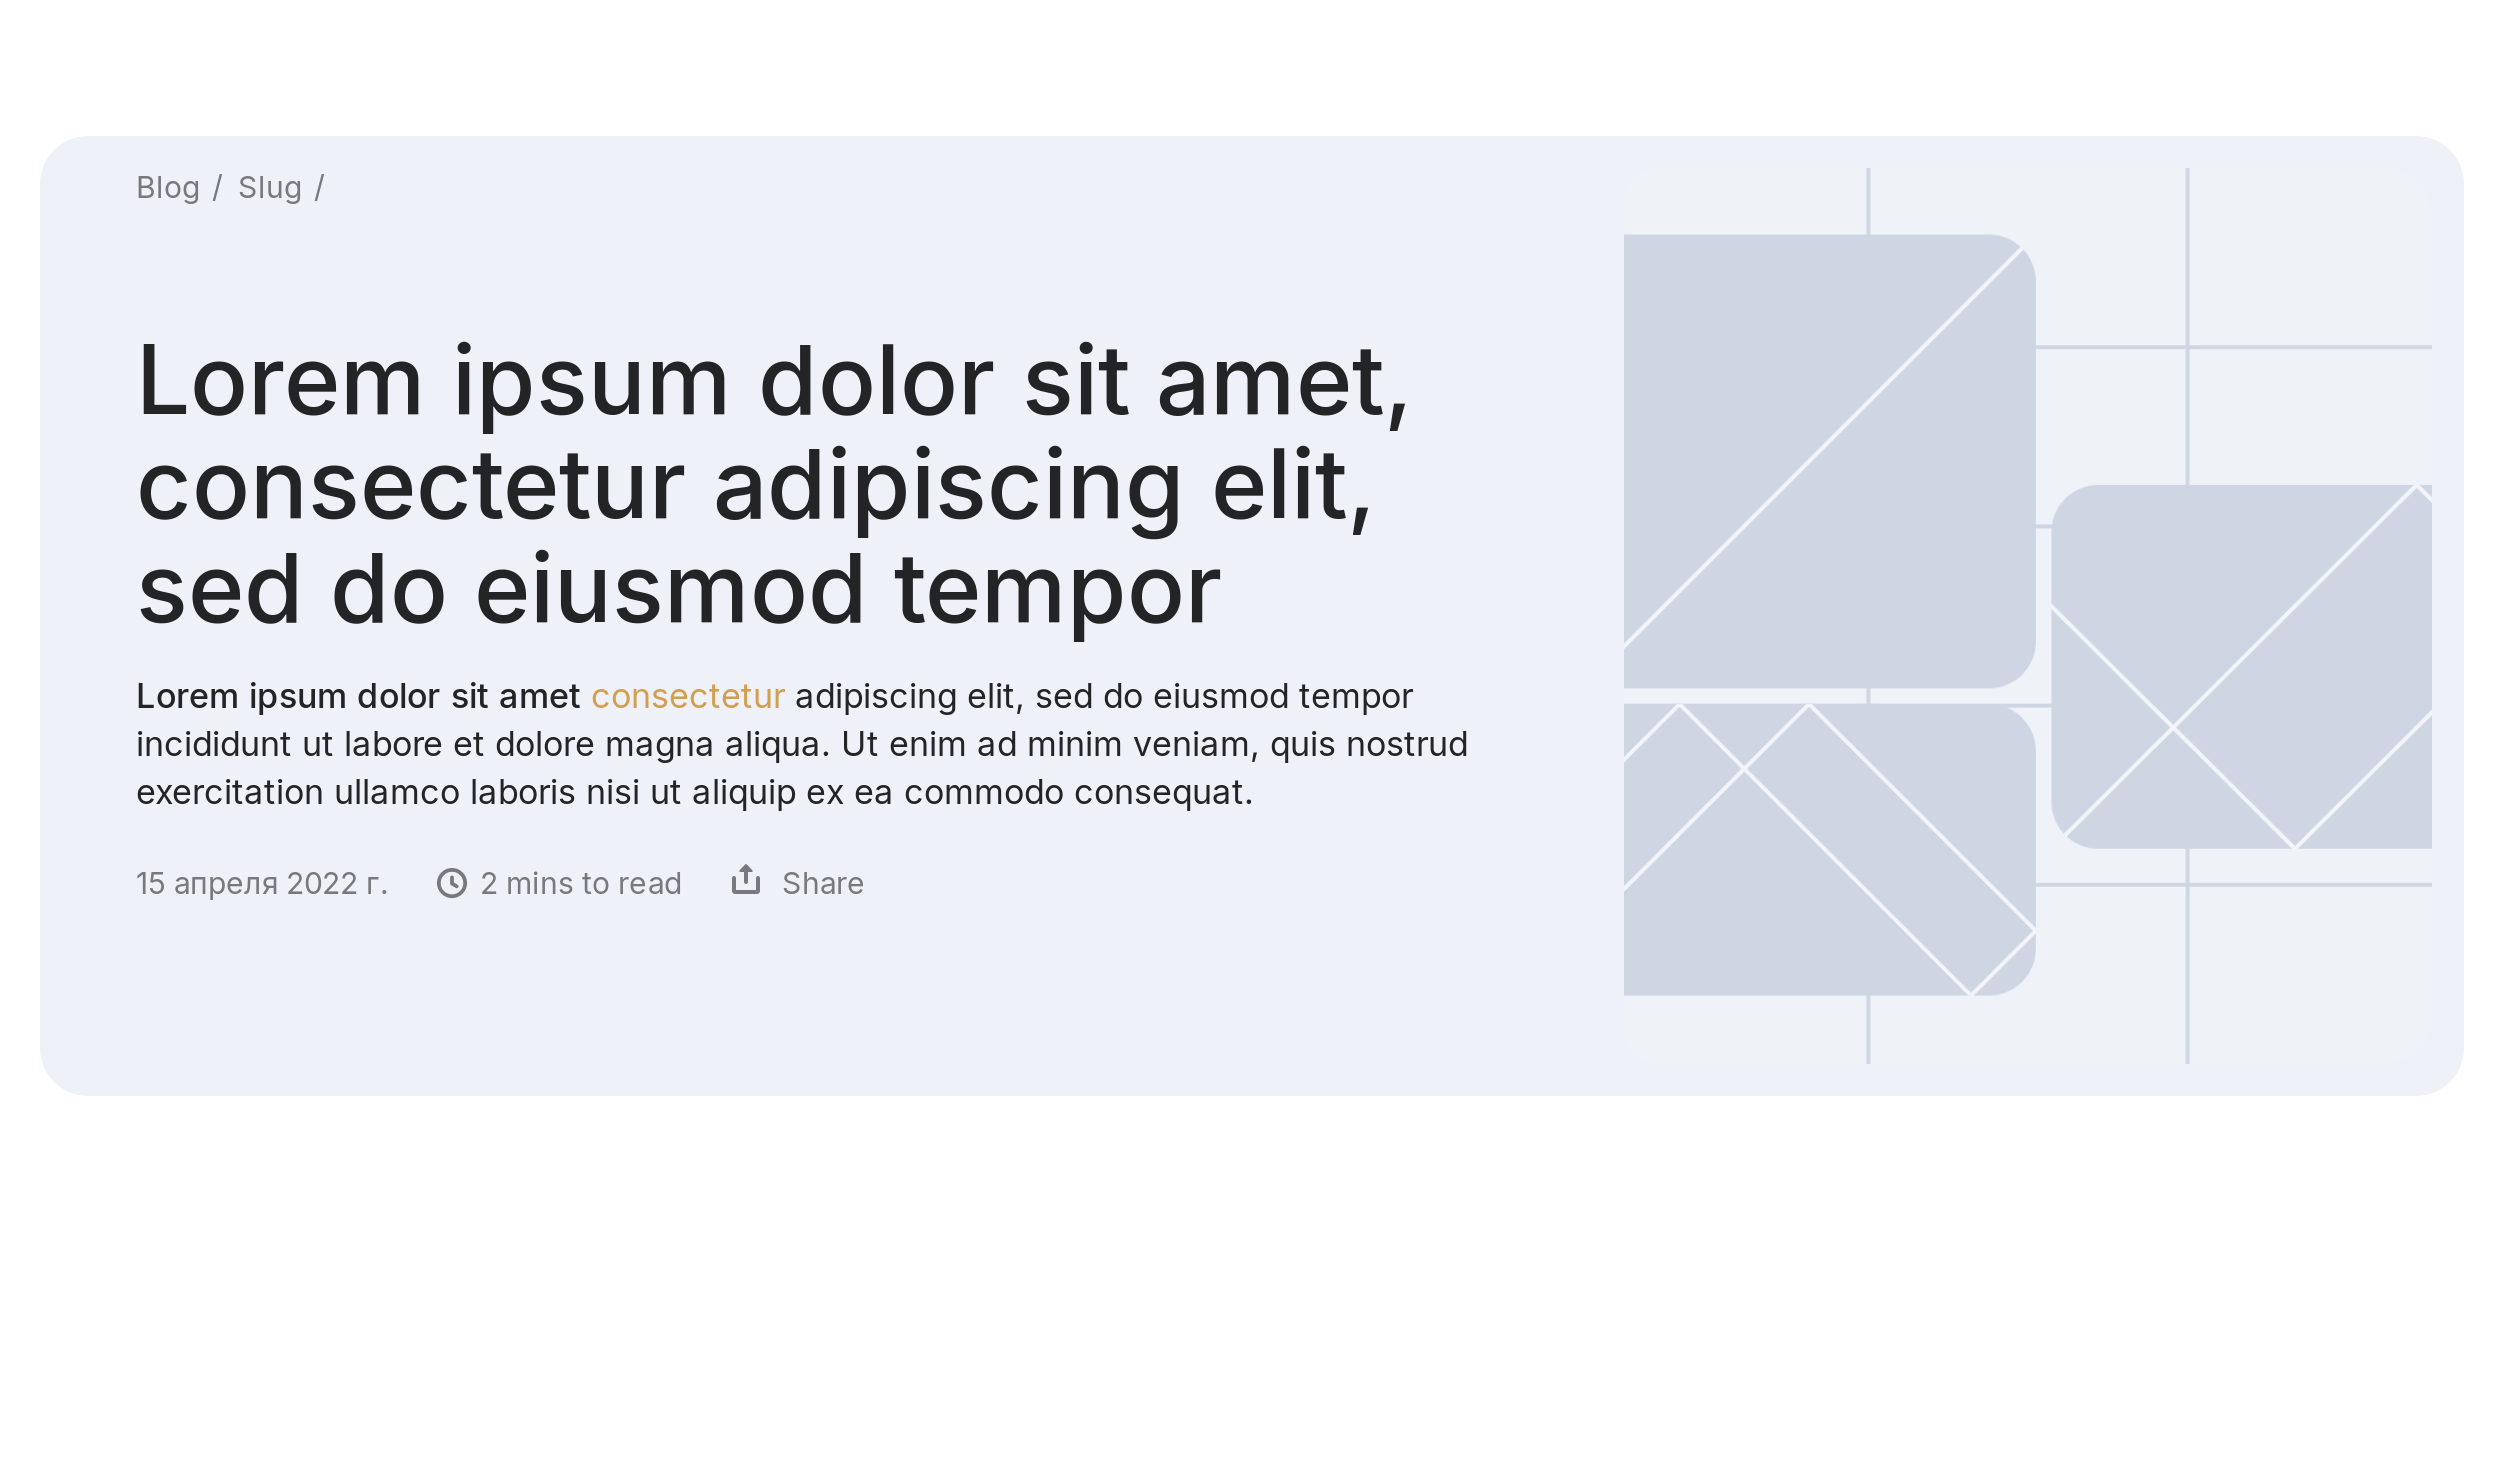 Blog / Slug /
Lorem ipsum dolor sit amet,
consectetur adipiscing elit,
sed do eiusmod tempor
Lorem ipsum dolor sit amet consectetur adipiscing elit, sed do eiusmod tempor
incididunt ut labore et dolore magna aliqua. Ut enim ad minim veniam, quis nostrud
exercitation ullamco laboris nisi ut aliquip ex ea commodo consequat.
15 апреля 2022 г. 2 mins to read Share